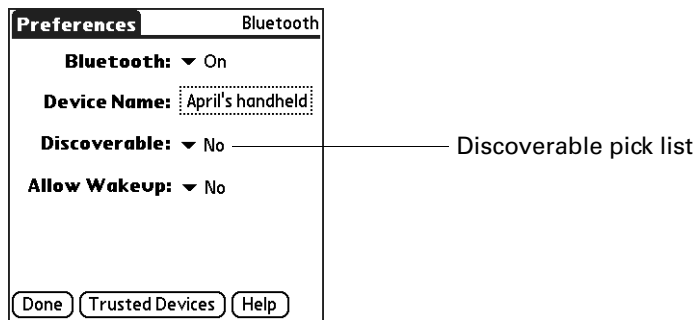 Preferences Bluetooth
Bluetooth: On
Device Name: April's handheld
Discoverable: No Discoverable pick list
Allow Wakeup: No
Done Trusted Devices Help